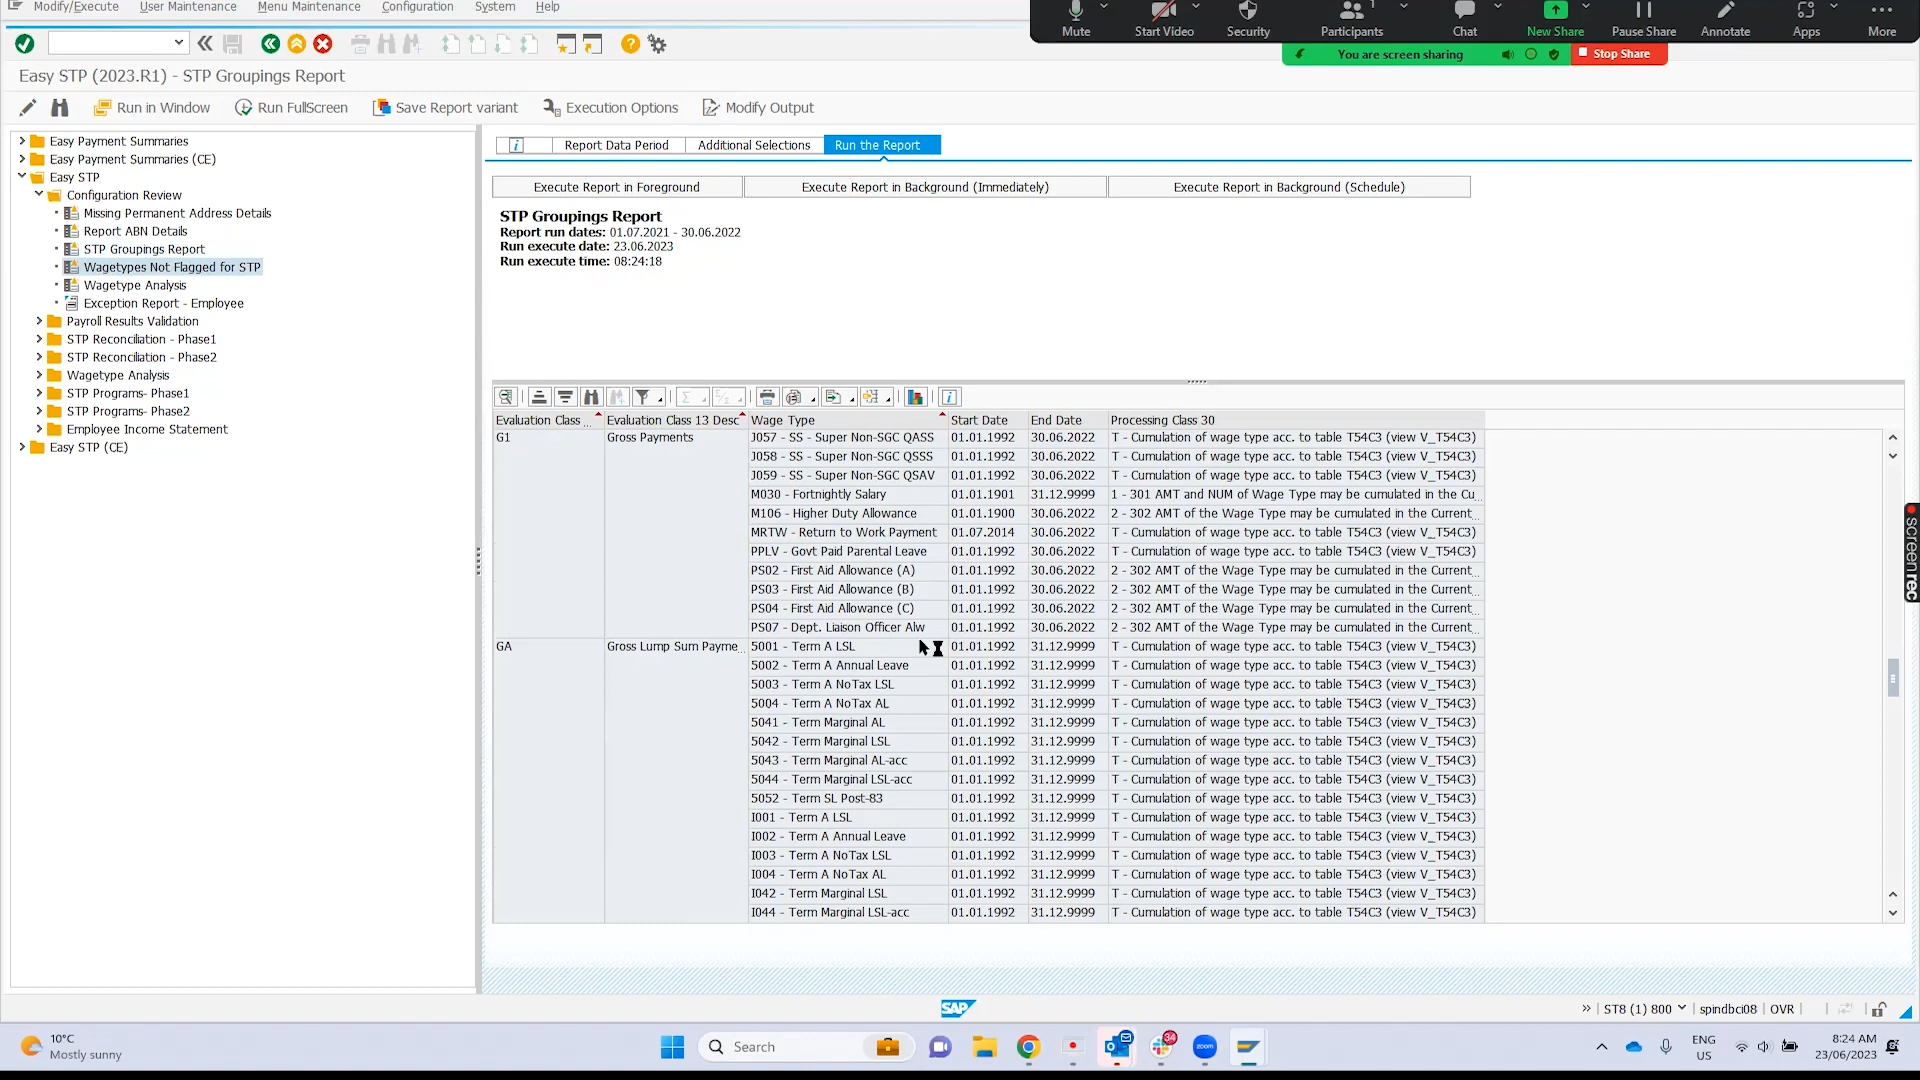 Modify/Execute User Maintenance Menu Maintenance Configuration System Help
Mute Start Video Security Participants 1 Chat New Share Pause Share Annotate Apps More
You are screen sharing Stop Share
Easy STP (2023.R1) - STP Groupings Report
Run in Window Run FullScreen Save Report variant Execution Options Modify Output
Easy Payment Summaries
Easy Payment Summaries (CE)
Easy STP
Configuration Review
Missing Permanent Address Details
Report ABN Details
STP Groupings Report
Wagetypes Not Flagged for STP
Wagetype Analysis
Exception Report - Employee
Payroll Results Validation
STP Reconciliation - Phase1
STP Reconciliation - Phase2
Wagetype Analysis
STP Programs- Phase1
STP Programs- Phase2
Employee Income Statement
Easy STP (CE)
Report Data Period Additional Selections Run the Report
Execute Report in Foreground Execute Report in Background (Immediately) Execute Report in Background (Schedule)
STP Groupings Report
Report run dates: 01.07.2021 - 30.06.2022
Run execute date: 23.06.2023
Run execute time: 08:24:18
Evaluation Class ... Evaluation Class 13 Desc Wage Type Start Date End Date Processing Class 30
G1 Gross Payments J057 - SS - Super Non-SGC QASS 01.01.1992 30.06.2022 T - Cumulation of wage type acc. to table T54C3 (view V_T54C3)
J058 - SS - Super Non-SGC QSSS 01.01.1992 30.06.2022 T - Cumulation of wage type acc. to table T54C3 (view V_T54C3)
J059 - SS - Super Non-SGC QSAV 01.01.1992 30.06.2022 T - Cumulation of wage type acc. to table T54C3 (view V_T54C3)
M030 - Fortnightly Salary 01.01.1901 31.12.9999 1 - 301 AMT and NUM of Wage Type may be cumulated in the Cu...
M106 - Higher Duty Allowance 01.01.1900 30.06.2022 2 - 302 AMT of the Wage Type may be cumulated in the Current...
MRTW - Return to Work Payment 01.07.2014 30.06.2022 T - Cumulation of wage type acc. to table T54C3 (view V_T54C3)
PPLV - Govt Paid Parental Leave 01.01.1992 30.06.2022 T - Cumulation of wage type acc. to table T54C3 (view V_T54C3)
PS02 - First Aid Allowance (A) 01.01.1992 30.06.2022 2 - 302 AMT of the Wage Type may be cumulated in the Current...
PS03 - First Aid Allowance (B) 01.01.1992 30.06.2022 2 - 302 AMT of the Wage Type may be cumulated in the Current...
PS04 - First Aid Allowance (C) 01.01.1992 30.06.2022 2 - 302 AMT of the Wage Type may be cumulated in the Current...
PS07 - Dept. Liaison Officer Alw 01.01.1992 30.06.2022 2 - 302 AMT of the Wage Type may be cumulated in the Current...
GA Gross Lump Sum Payme... 5001 - Term A LSL 01.01.1992 31.12.9999 T - Cumulation of wage type acc. to table T54C3 (view V_T54C3)
5002 - Term A Annual Leave 01.01.1992 31.12.9999 T - Cumulation of wage type acc. to table T54C3 (view V_T54C3)
5003 - Term A NoTax LSL 01.01.1992 31.12.9999 T - Cumulation of wage type acc. to table T54C3 (view V_T54C3)
5004 - Term A NoTax AL 01.01.1992 31.12.9999 T - Cumulation of wage type acc. to table T54C3 (view V_T54C3)
5041 - Term Marginal AL 01.01.1992 31.12.9999 T - Cumulation of wage type acc. to table T54C3 (view V_T54C3)
5042 - Term Marginal LSL 01.01.1992 31.12.9999 T - Cumulation of wage type acc. to table T54C3 (view V_T54C3)
5043 - Term Marginal AL-acc 01.01.1992 31.12.9999 T - Cumulation of wage type acc. to table T54C3 (view V_T54C3)
5044 - Term Marginal LSL-acc 01.01.1992 31.12.9999 T - Cumulation of wage type acc. to table T54C3 (view V_T54C3)
5052 - Term SL Post-83 01.01.1992 31.12.9999 T - Cumulation of wage type acc. to table T54C3 (view V_T54C3)
I001 - Term A LSL 01.01.1992 31.12.9999 T - Cumulation of wage type acc. to table T54C3 (view V_T54C3)
I002 - Term A Annual Leave 01.01.1992 31.12.9999 T - Cumulation of wage type acc. to table T54C3 (view V_T54C3)
I003 - Term A NoTax LSL 01.01.1992 31.12.9999 T - Cumulation of wage type acc. to table T54C3 (view V_T54C3)
I004 - Term A NoTax AL 01.01.1992 31.12.9999 T - Cumulation of wage type acc. to table T54C3 (view V_T54C3)
I042 - Term Marginal LSL 01.01.1992 31.12.9999 T - Cumulation of wage type acc. to table T54C3 (view V_T54C3)
I044 - Term Marginal LSL-acc 01.01.1992 31.12.9999 T - Cumulation of wage type acc. to table T54C3 (view V_T54C3)
screenrec
SAP
ST8 (1) 800 spindbci08 OVR
10°C
Mostly sunny
Search
34
zoom
ENG
US
8:24 AM
23/06/2023